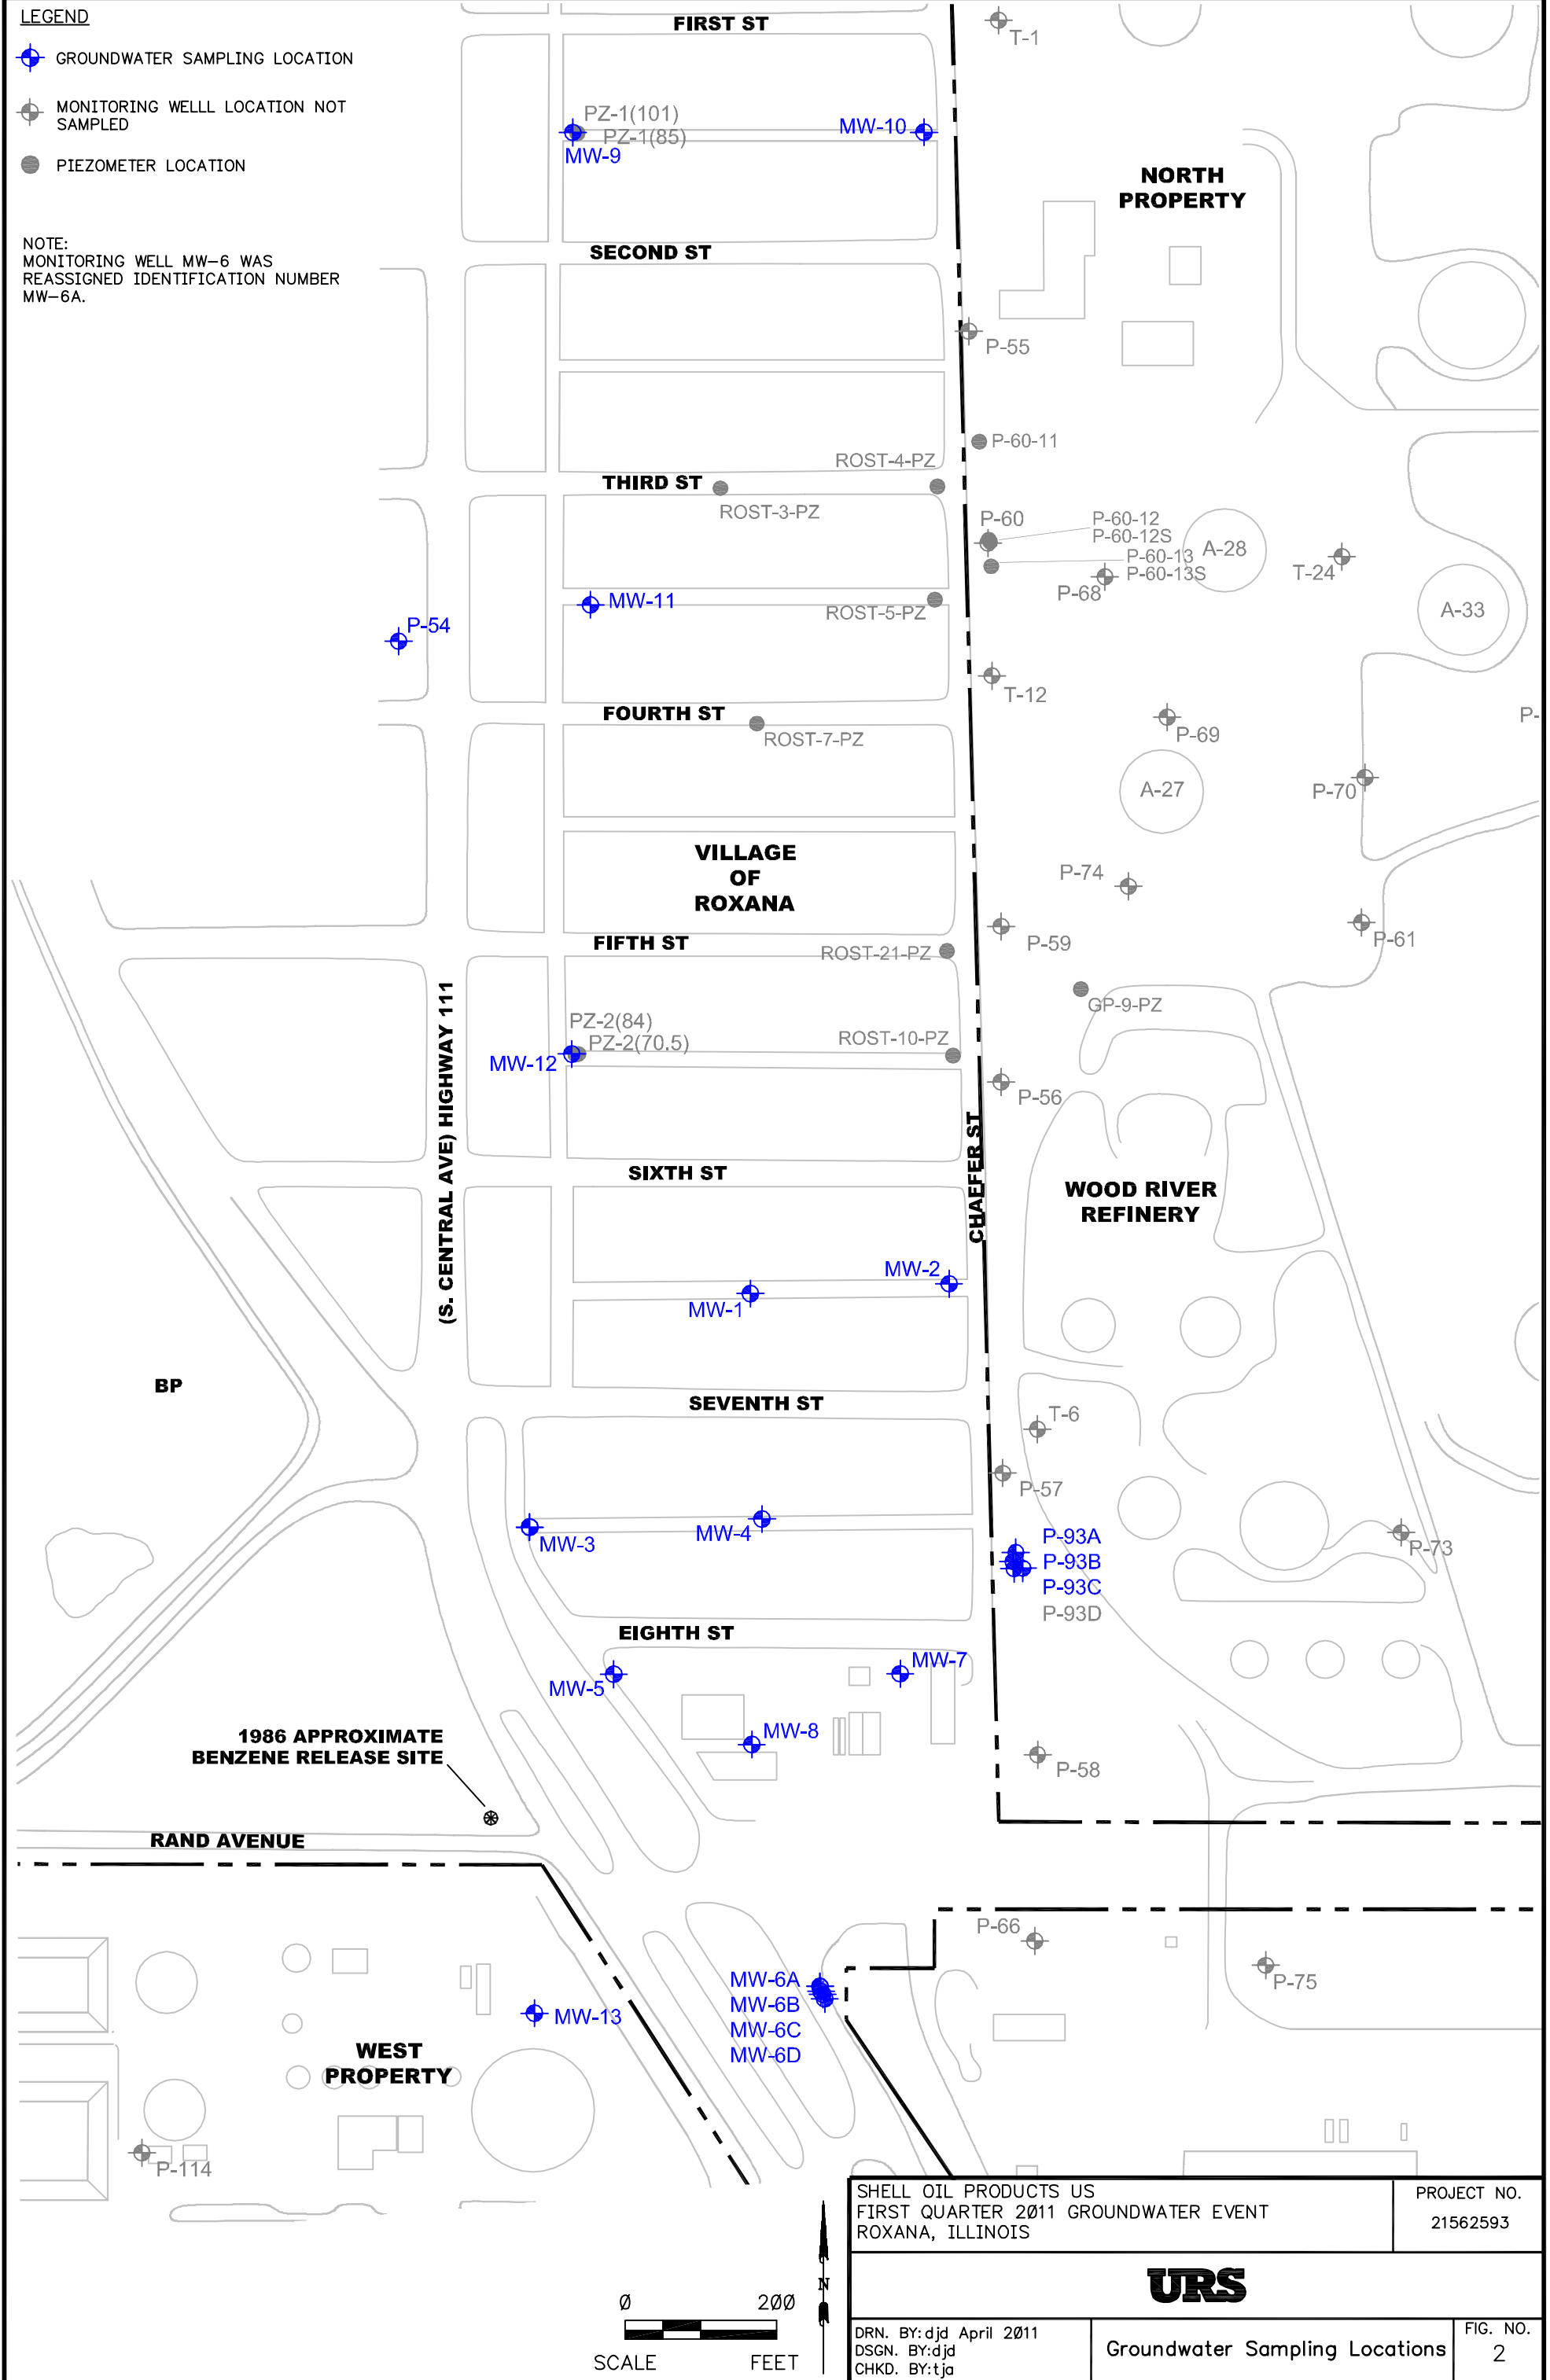 LEGEND
GROUNDWATER SAMPLING LOCATION
MONITORING WELLL LOCATION NOT
SAMPLED
PIEZOMETER LOCATION
NOTE:
MONITORING WELL MW-6 WAS
REASSIGNED IDENTIFICATION NUMBER
MW-6A.
FIRST ST
T-1
PZ-1(101)
PZ-1(85)
MW-9
MW-10
NORTH
PROPERTY
SECOND ST
P-55
P-60-11
ROST-4-PZ
THIRD ST
ROST-3-PZ
P-60
P-60-12
P-60-12S
P-60-13
P-60-13S
A-28
T-24
P-68
A-33
MW-11
ROST-5-PZ
P-54
T-12
FOURTH ST
ROST-7-PZ
P-69
P-
A-27
P-70
VILLAGE
OF
ROXANA
P-74
P-59
P-61
FIFTH ST
ROST-21-PZ
GP-9-PZ
(S. CENTRAL AVE) HIGHWAY 111
PZ-2(84)
PZ-2(70.5)
MW-12
ROST-10-PZ
P-56
CHAEFER ST
SIXTH ST
WOOD RIVER
REFINERY
MW-2
MW-1
BP
SEVENTH ST
T-6
P-57
MW-3
MW-4
P-93A
P-93B
P-93C
P-93D
P-73
EIGHTH ST
MW-5
MW-7
MW-8
1986 APPROXIMATE
BENZENE RELEASE SITE
P-58
RAND AVENUE
P-66
P-75
MW-6A
MW-6B
MW-6C
MW-6D
MW-13
WEST
PROPERTY
P-114
0 200
SCALE FEET
N
SHELL OIL PRODUCTS US
FIRST QUARTER 2011 GROUNDWATER EVENT
ROXANA, ILLINOIS
PROJECT NO.
21562593
URS
DRN. BY:djd April 2011
DSGN. BY:djd
CHKD. BY:tja
Groundwater Sampling Locations
FIG. NO.
2